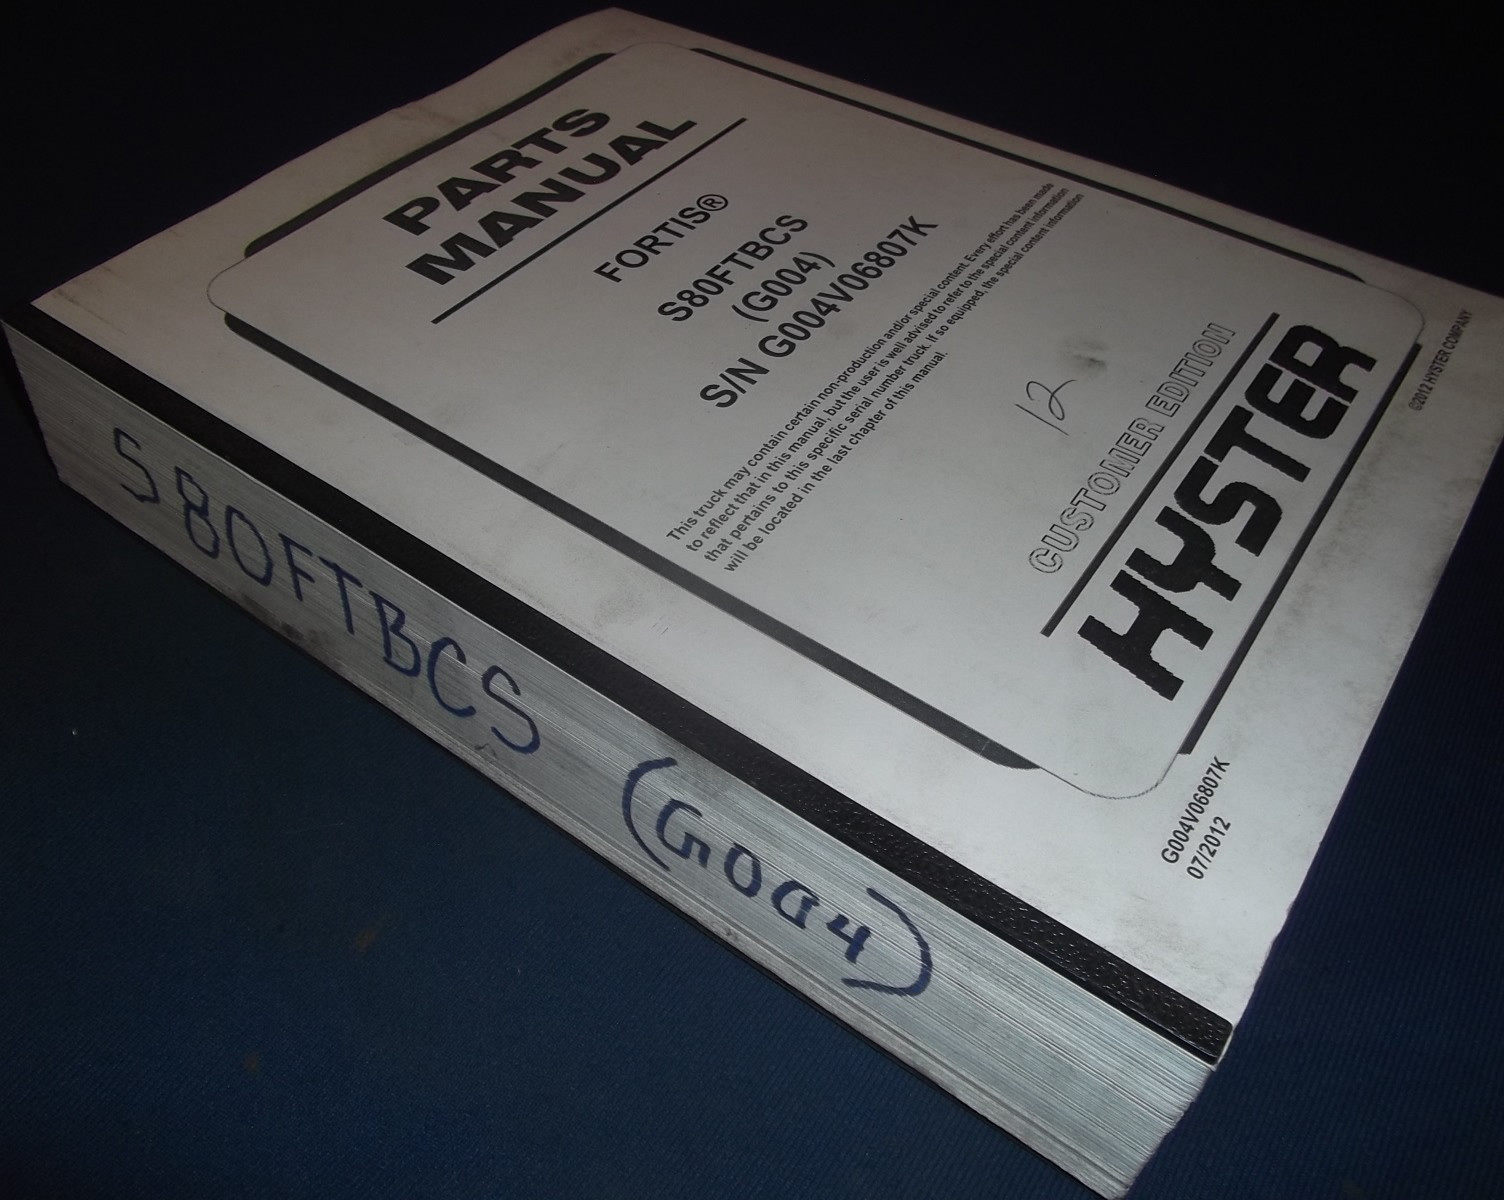 PARTS
MANUAL
FORTIS®
S80FTBCS
(G004)
S/N G004V06807K
This truck may contain certain non-production and/or special content. Every effort has been made
to reflect that in this manual, but the user is well advised to refer to the special content information
that pertains to this specific serial number truck. If so equipped, the special content information
will be located in the last chapter of this manual.
12
CUSTOMER EDITION
HYSTER
©2012 HYSTER COMPANY
G004V06807K
07/2012
S80FTBCS (G004)